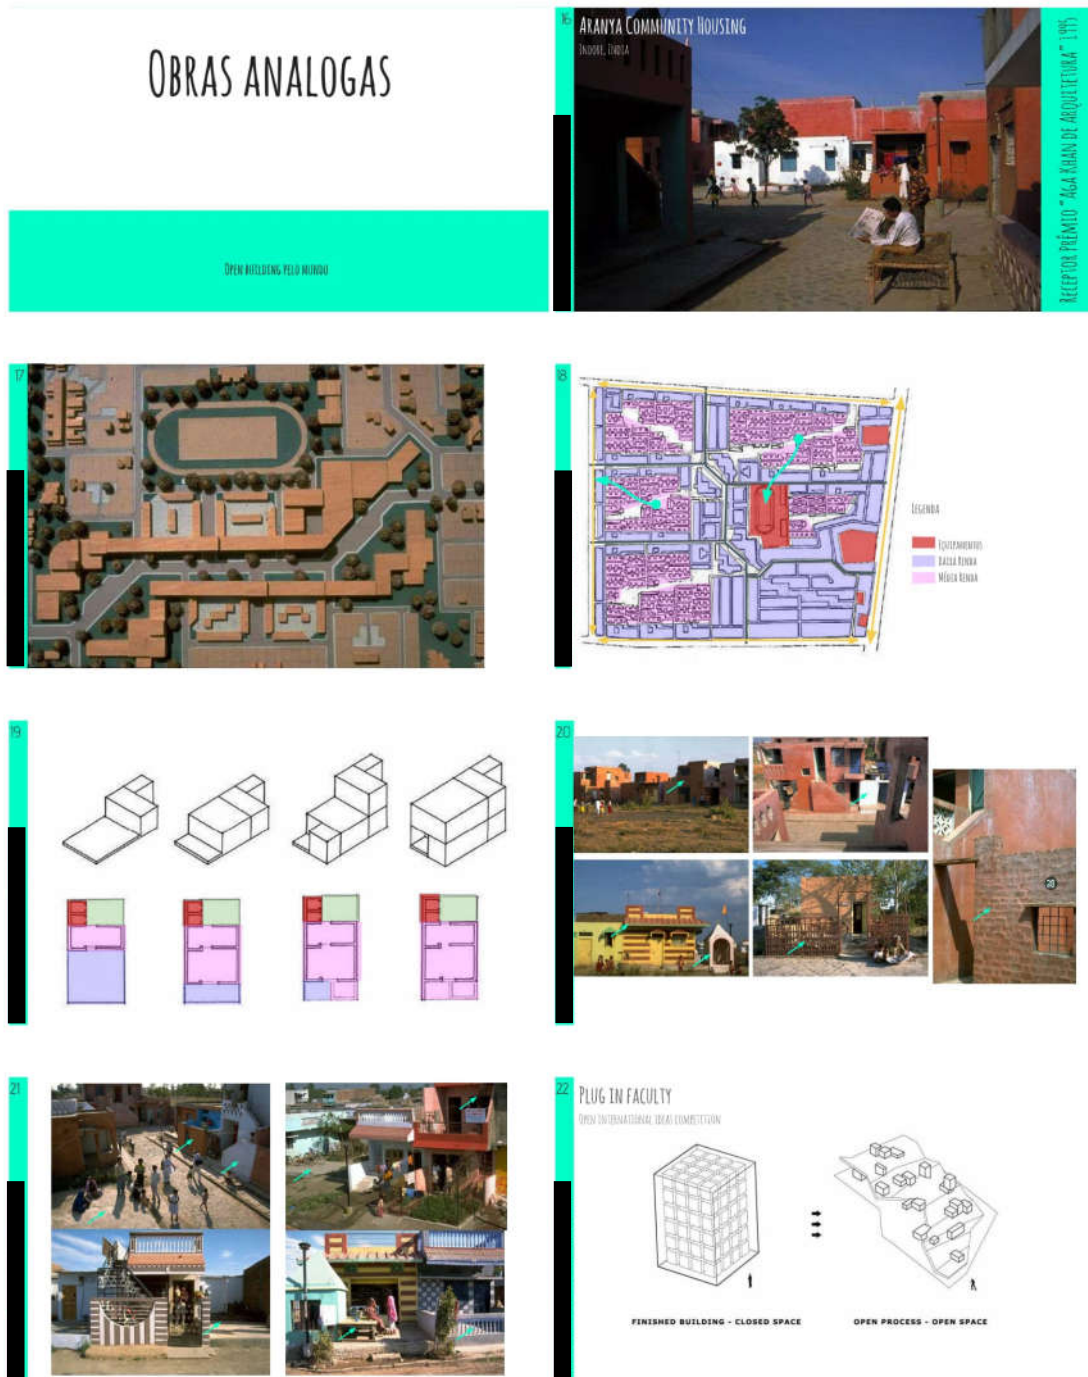 OBRAS ANALOGAS
OPEN BUILDING PELO MUNDO
16
ARANYA COMMUNITY HOUSING
INDORE, INDIA
RECEPTOR PRÊMIO "AGA KHAN DE ARQUITETURA" 1995
17
18
LEGENDA
EQUIPAMENTOS
BAIXA RENDA
MÉDIA RENDA
19
20
21
22
PLUG IN FACULTY
OPEN INTERNATIONAL IDEAS COMPETITION
FINISHED BUILDING - CLOSED SPACE
OPEN PROCESS - OPEN SPACE